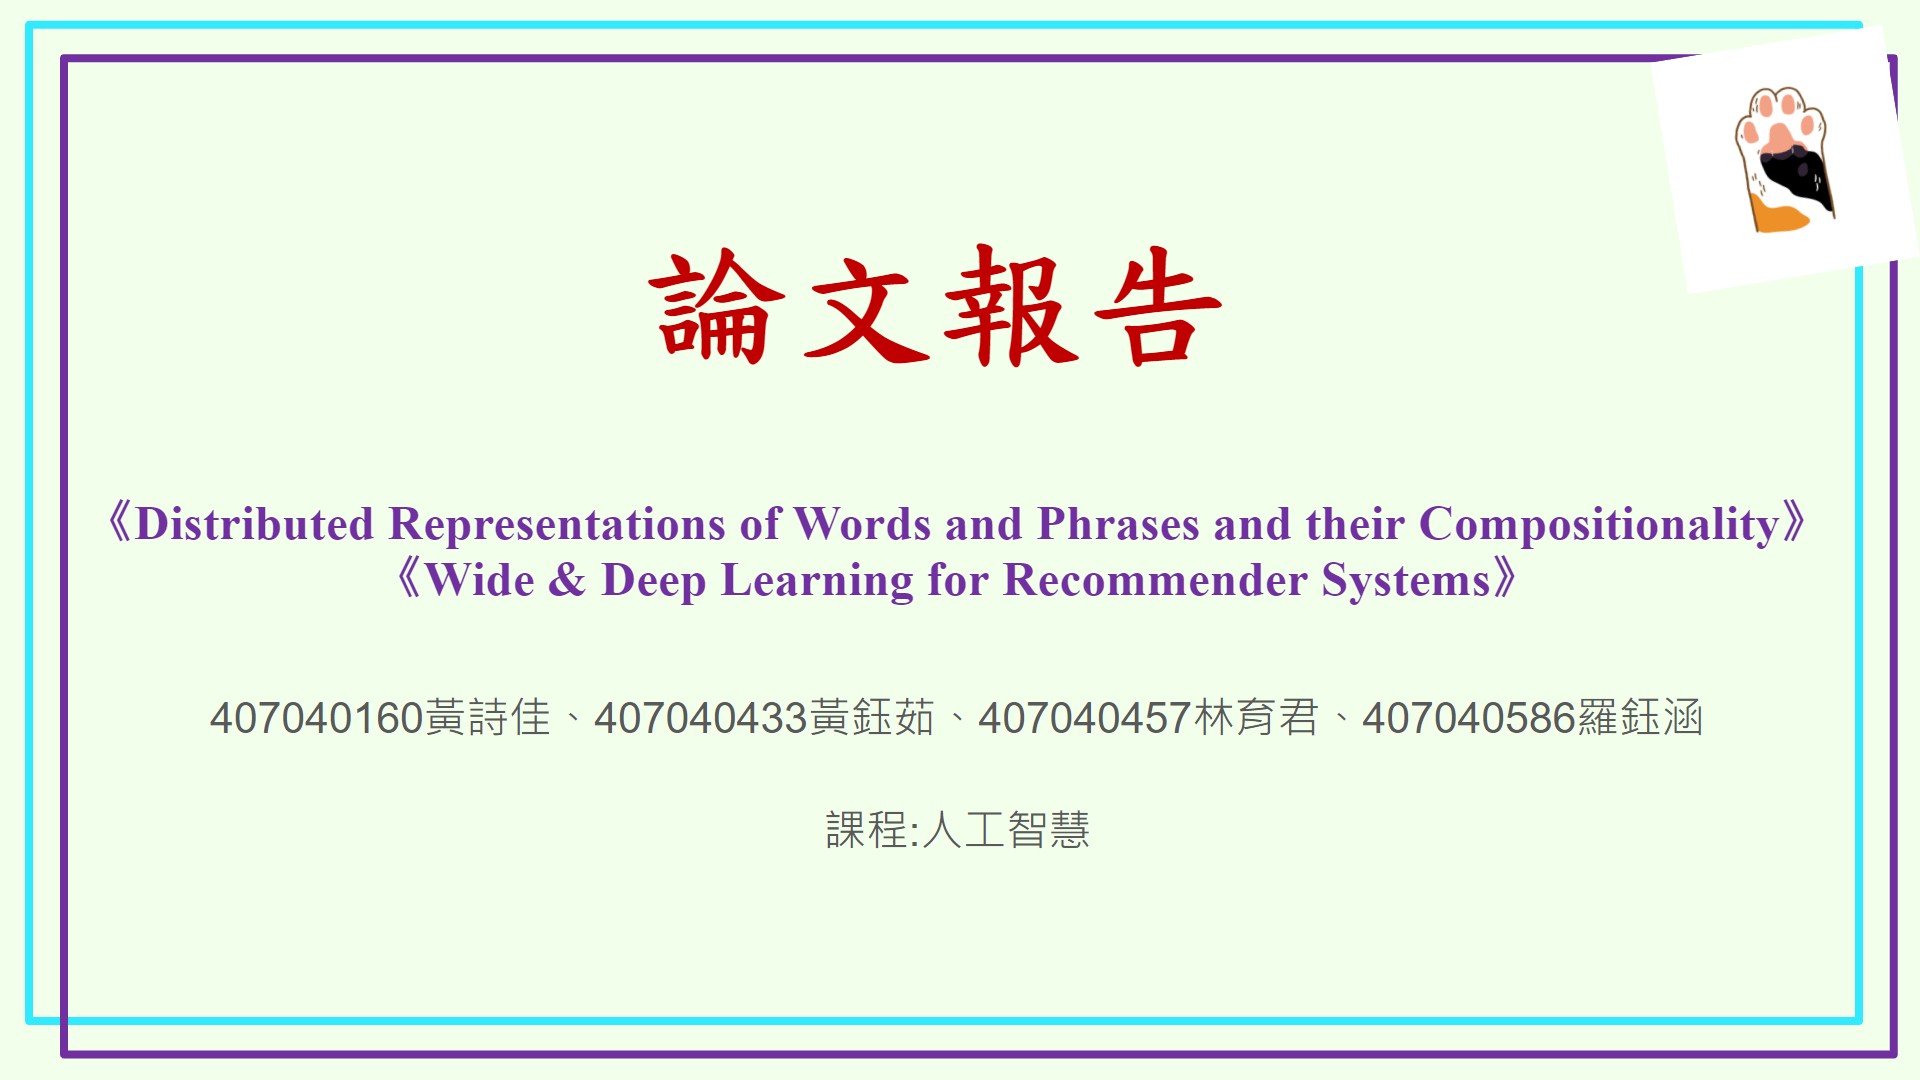 論文報告
《Distributed Representations of Words and Phrases and their Compositionality》
《Wide & Deep Learning for Recommender Systems》
407040160黃詩佳、407040433黃鈺茹、407040457林育君、407040586羅鈺涵
課程:人工智慧